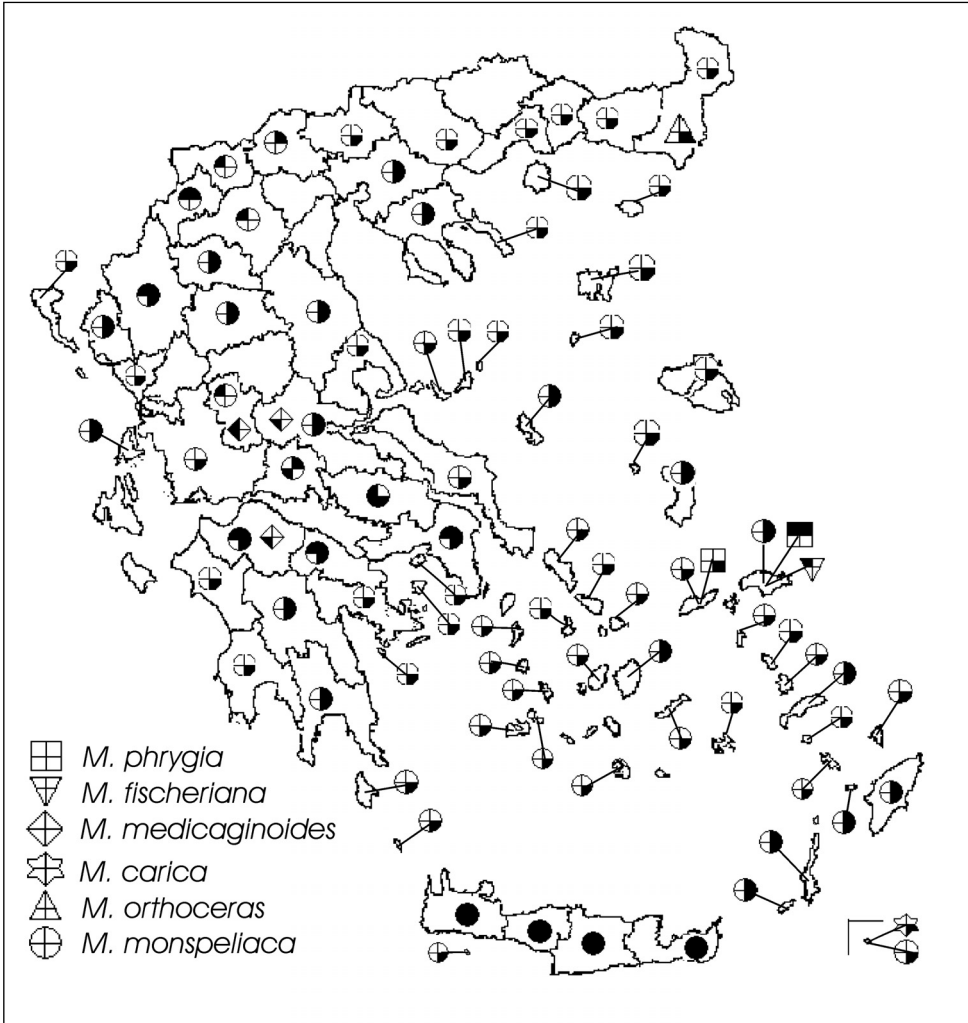 M. phrygia
M. fischeriana
M. medicaginoides
M. carica
M. orthoceras
M. monspeliaca